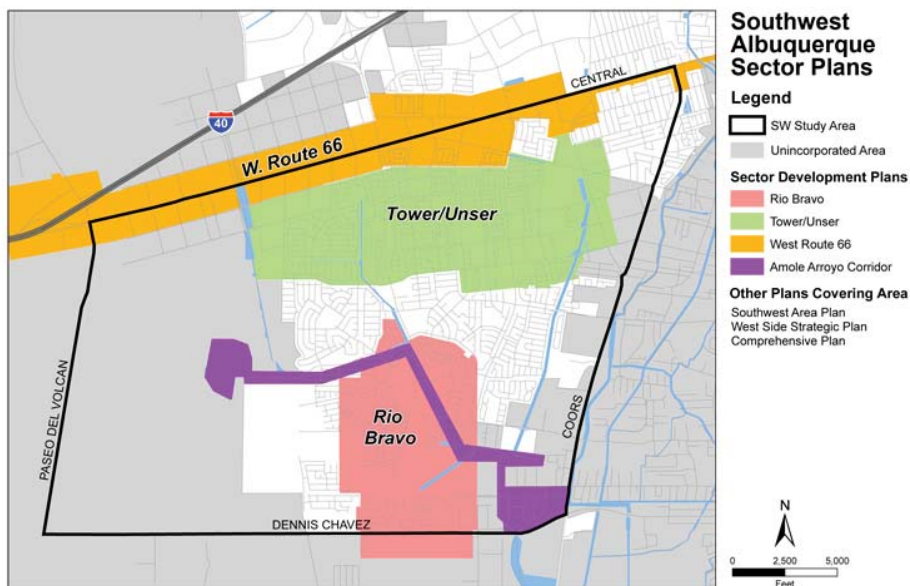 Southwest
Albuquerque
Sector Plans
Legend
SW Study Area
Unincorporated Area
Sector Development Plans
Rio Bravo
Tower/Unser
West Route 66
Amole Arroyo Corridor
Other Plans Covering Area
Southwest Area Plan
West Side Strategic Plan
Comprehensive Plan
N
0 2,500 5,000
Feet
CENTRAL
40
W. Route 66
Tower/Unser
PASEO DEL VOLCAN
COORS
Rio
Bravo
DENNIS CHAVEZ